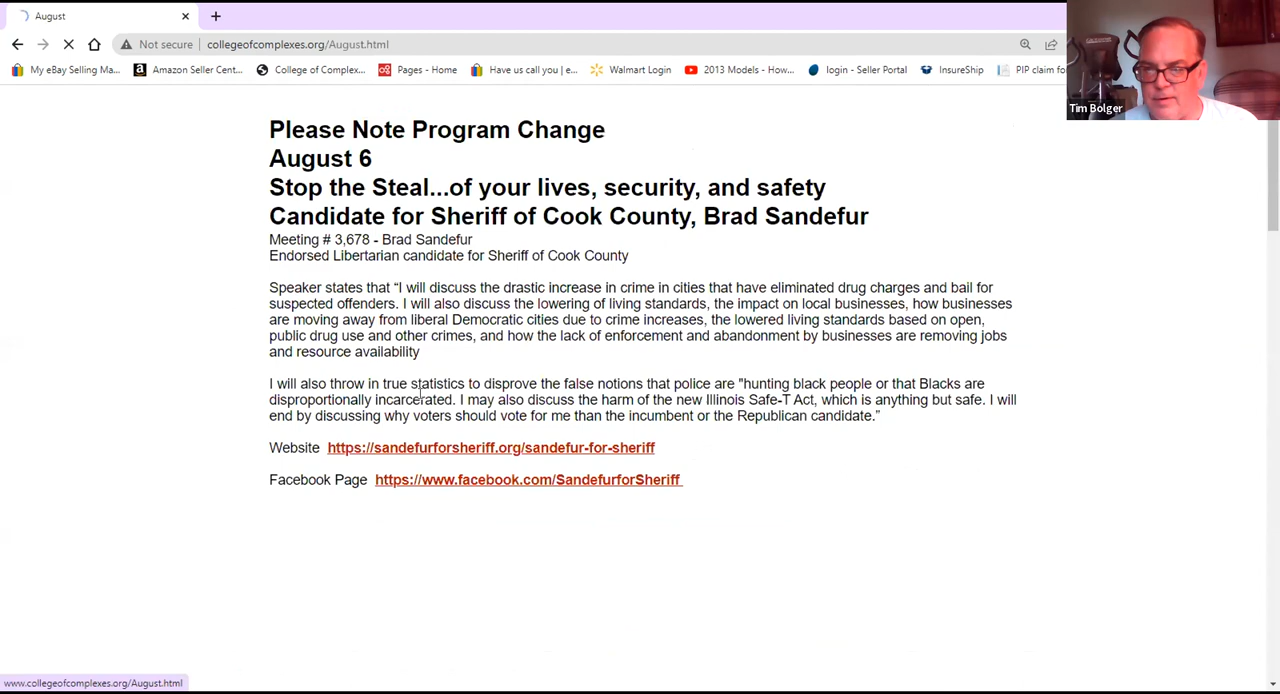 August
Not secure
collegeofcomplexes.org/August.html
My eBay Selling Ma...
Amazon Seller Cent...
College of Complex...
Pages - Home
Have us call you | e...
Walmart Login
2013 Models - How...
login - Seller Portal
InsureShip
PIP claim fo
Tim Bolger
Please Note Program Change
August 6
Stop the Steal...of your lives, security, and safety
Candidate for Sheriff of Cook County, Brad Sandefur
Meeting # 3,678 - Brad Sandefur
Endorsed Libertarian candidate for Sheriff of Cook County
Speaker states that “I will discuss the drastic increase in crime in cities that have eliminated drug charges and bail for
suspected offenders. I will also discuss the lowering of living standards, the impact on local businesses, how businesses
are moving away from liberal Democratic cities due to crime increases, the lowered living standards based on open,
public drug use and other crimes, and how the lack of enforcement and abandonment by businesses are removing jobs
and resource availability
I will also throw in true statistics to disprove the false notions that police are "hunting black people or that Blacks are
disproportionally incarcerated. I may also discuss the harm of the new Illinois Safe-T Act, which is anything but safe. I will
end by discussing why voters should vote for me than the incumbent or the Republican candidate.”
Website https://sandefurforsheriff.org/sandefur-for-sheriff
Facebook Page https://www.facebook.com/SandefurforSheriff
www.collegeofcomplexes.org/August.html